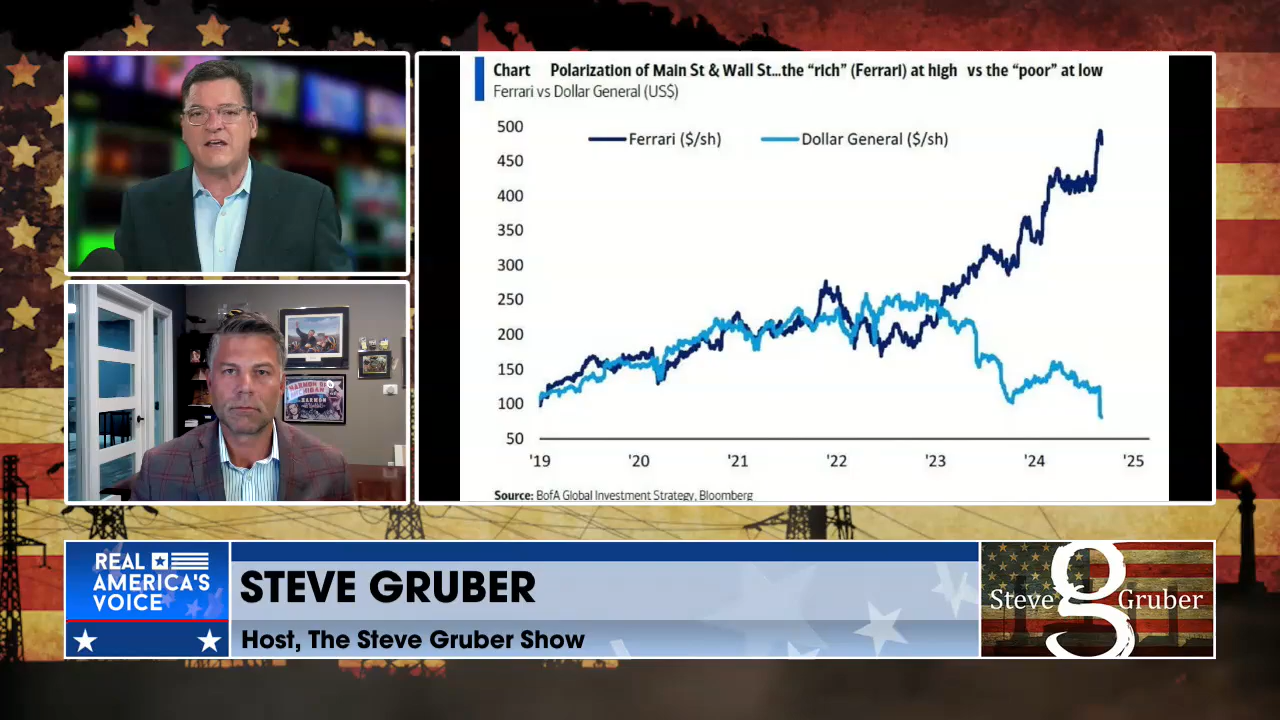 Chart Polarization of Main St & Wall St...the “rich” (Ferrari) at high vs the “poor” at low
Ferrari vs Dollar General (US$)
Ferrari ($/sh) Dollar General ($/sh)
500
450
400
350
300
250
200
150
100
50
'19 '20 '21 '22 '23 '24 '25
Source: BofA Global Investment Strategy, Bloomberg
REAL
AMERICA'S
VOICE
STEVE GRUBER
Host, The Steve Gruber Show
Steve g Gruber